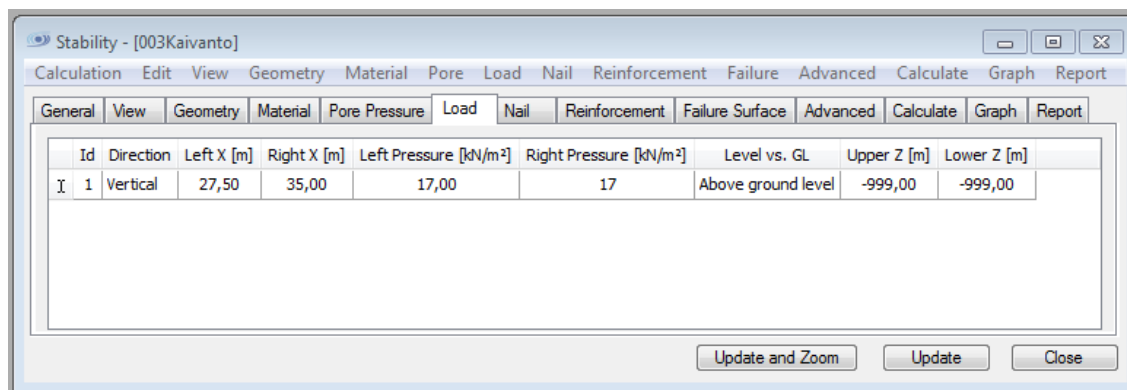 Stability - [003Kaivanto]
Calculation Edit View Geometry Material Pore Load Nail Reinforcement Failure Advanced Calculate Graph Report
General View Geometry Material Pore Pressure Load Nail Reinforcement Failure Surface Advanced Calculate Graph Report
Id Direction Left X [m] Right X [m] Left Pressure [kN/m²] Right Pressure [kN/m²] Level vs. GL Upper Z [m] Lower Z [m]
1 Vertical 27,50 35,00 17,00 17 Above ground level -999,00 -999,00
Update and Zoom Update Close